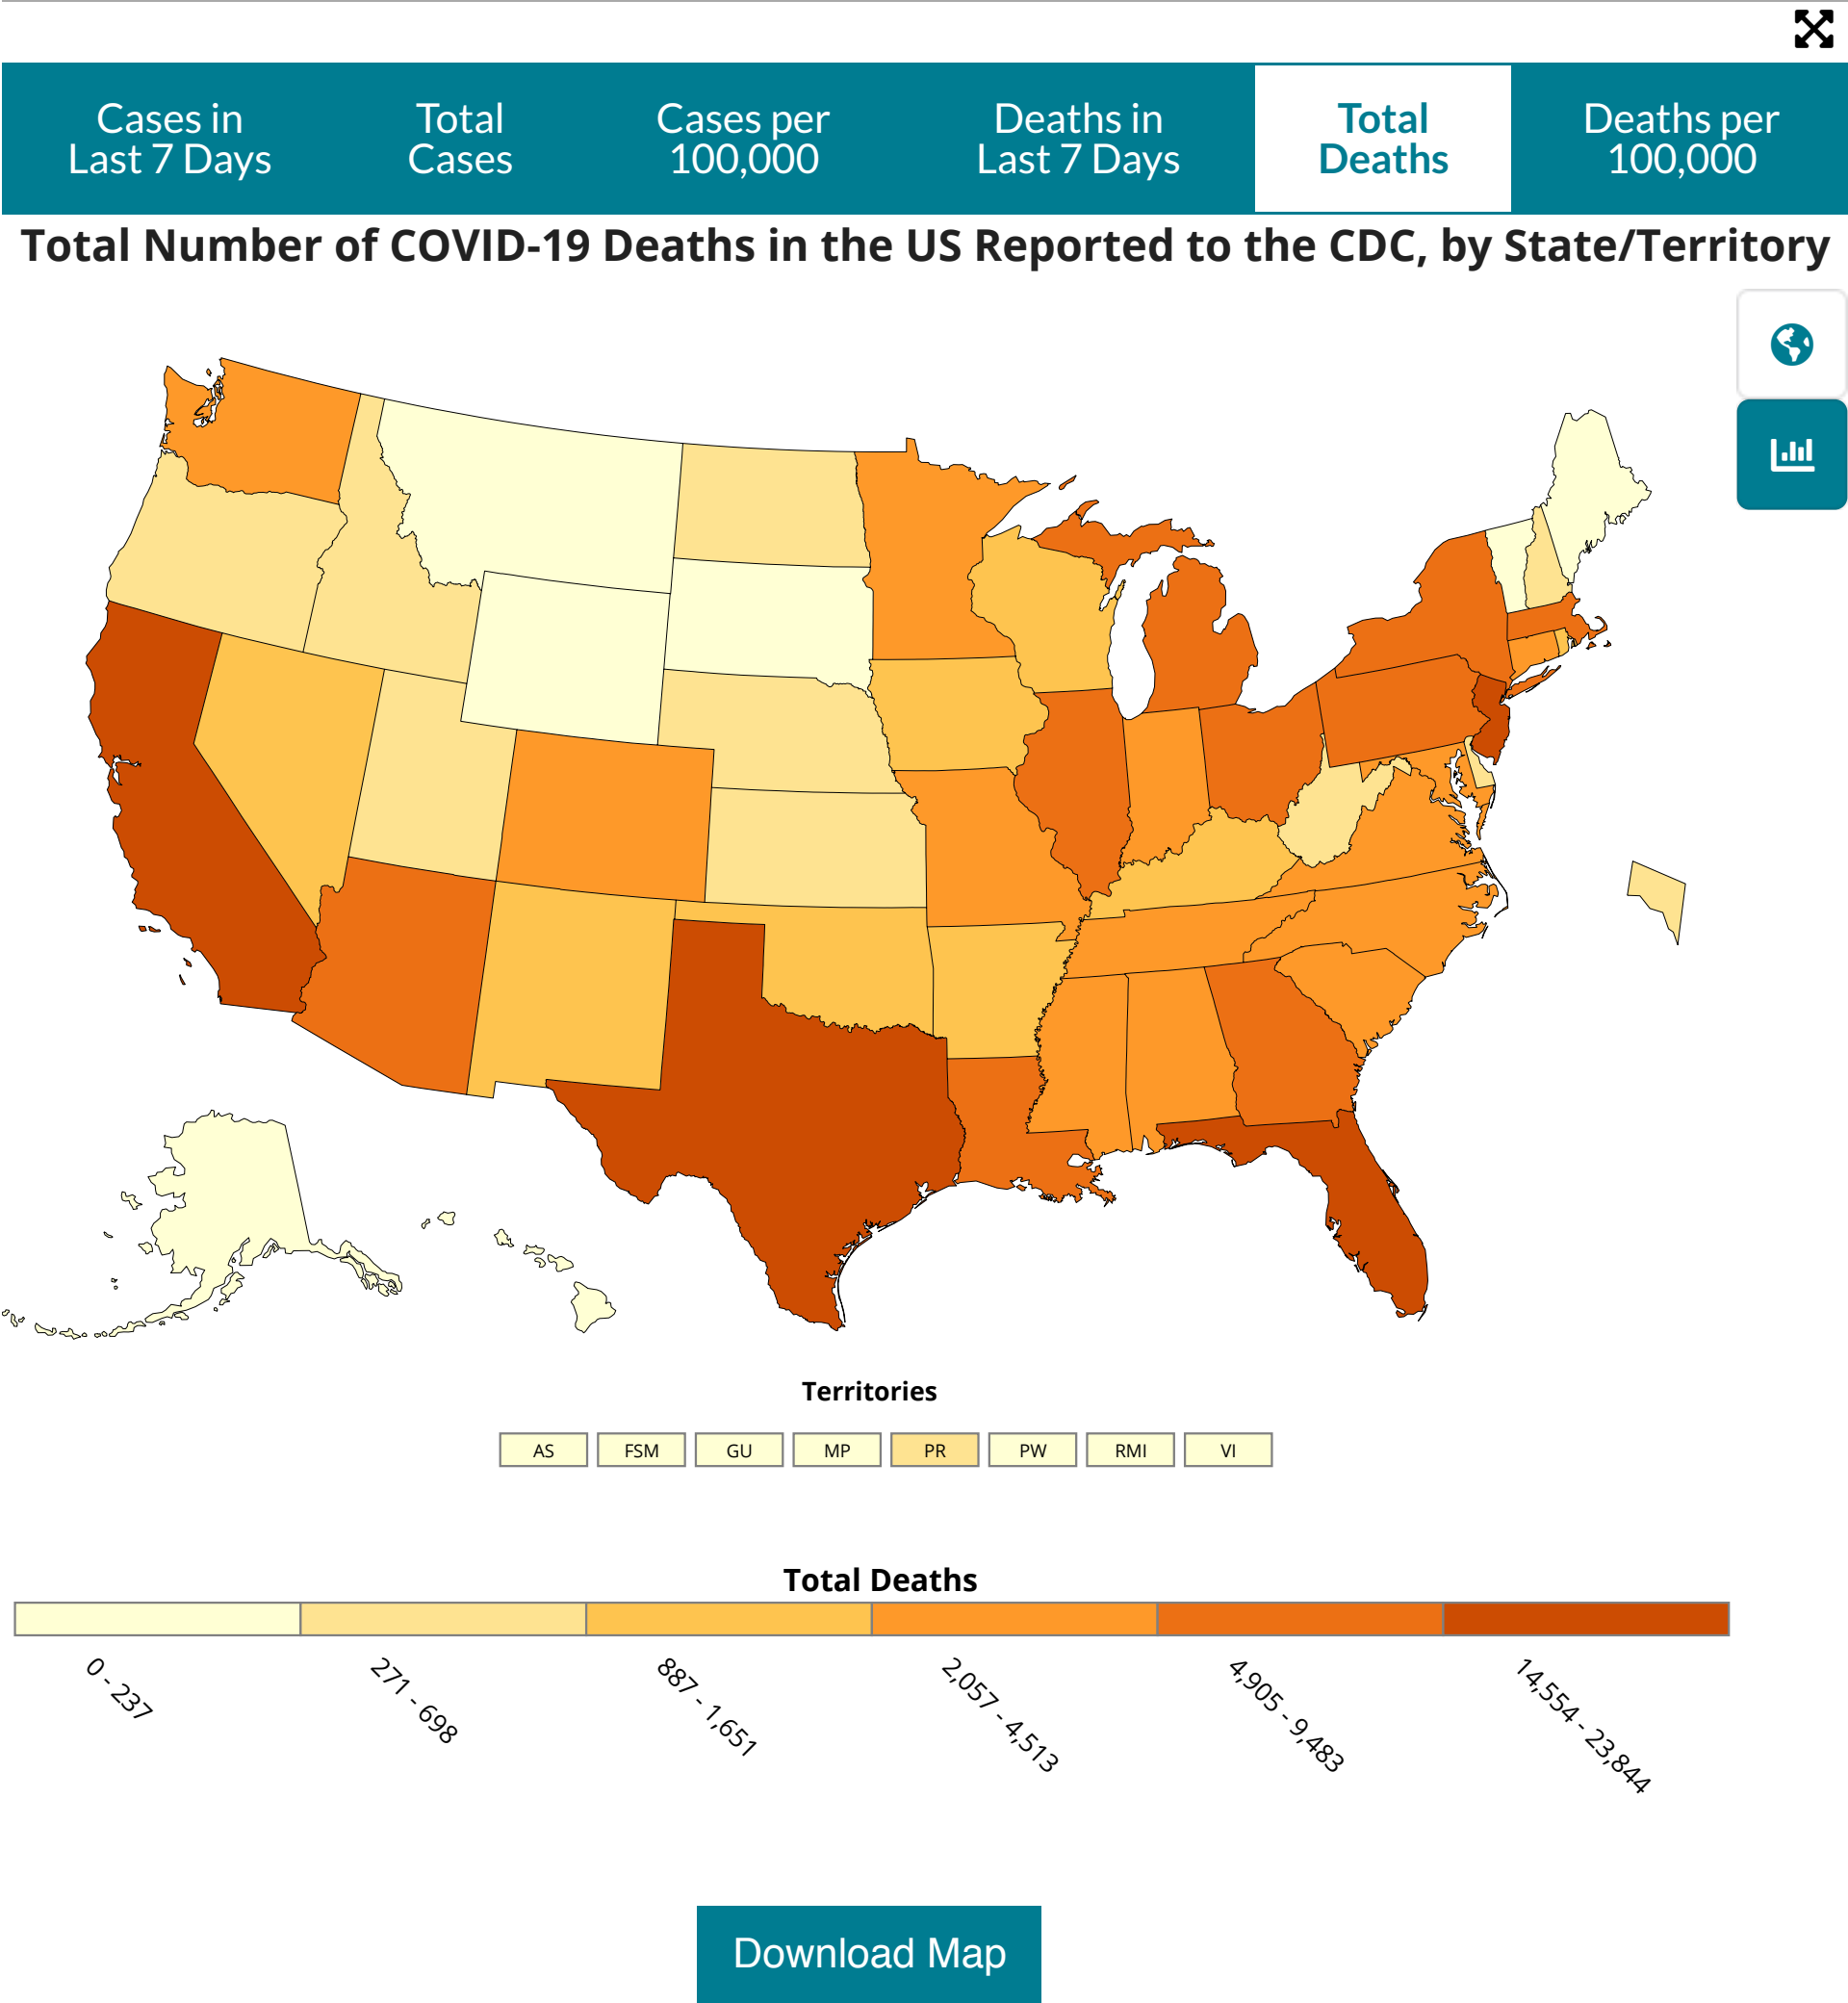 Cases in
Last 7 Days
Total
Cases
Cases per
100,000
Deaths in
Last 7 Days
Total
Deaths
Deaths per
100,000
Total Number of COVID-19 Deaths in the US Reported to the CDC, by State/Territory
Territories
AS FSM GU MP PR PW RMI VI
Total Deaths
0 - 237
271 - 698
887 - 1,651
2,057 - 4,513
4,905 - 9,483
14,554 - 23,844
Download Map